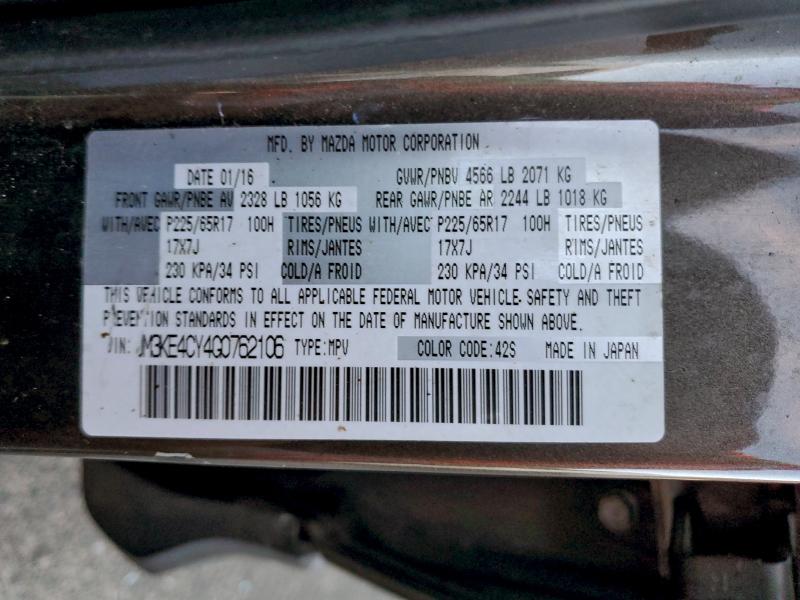 MFD. BY MAZDA MOTOR CORPORATION
DATE 01/16 GVWR/PNBV 4566 LB 2071 KG
FRONT GAWR/PNBE AV 2328 LB 1056 KG REAR GAWR/PNBE AR 2244 LB 1018 KG
WITH/AVEC P225/65R17 100H TIRES/PNEUS WITH/AVEC P225/65R17 100H TIRES/PNEUS
17X7J RIMS/JANTES 17X7J RIMS/JANTES
230 KPA/34 PSI COLD/A FROID 230 KPA/34 PSI COLD/A FROID
THIS VEHICLE CONFORMS TO ALL APPLICABLE FEDERAL MOTOR VEHICLE SAFETY AND THEFT
PREVENTION STANDARDS IN EFFECT ON THE DATE OF MANUFACTURE SHOWN ABOVE.
VIN: JM3KE4CY4G0762106 TYPE:MPV COLOR CODE:42S MADE IN JAPAN